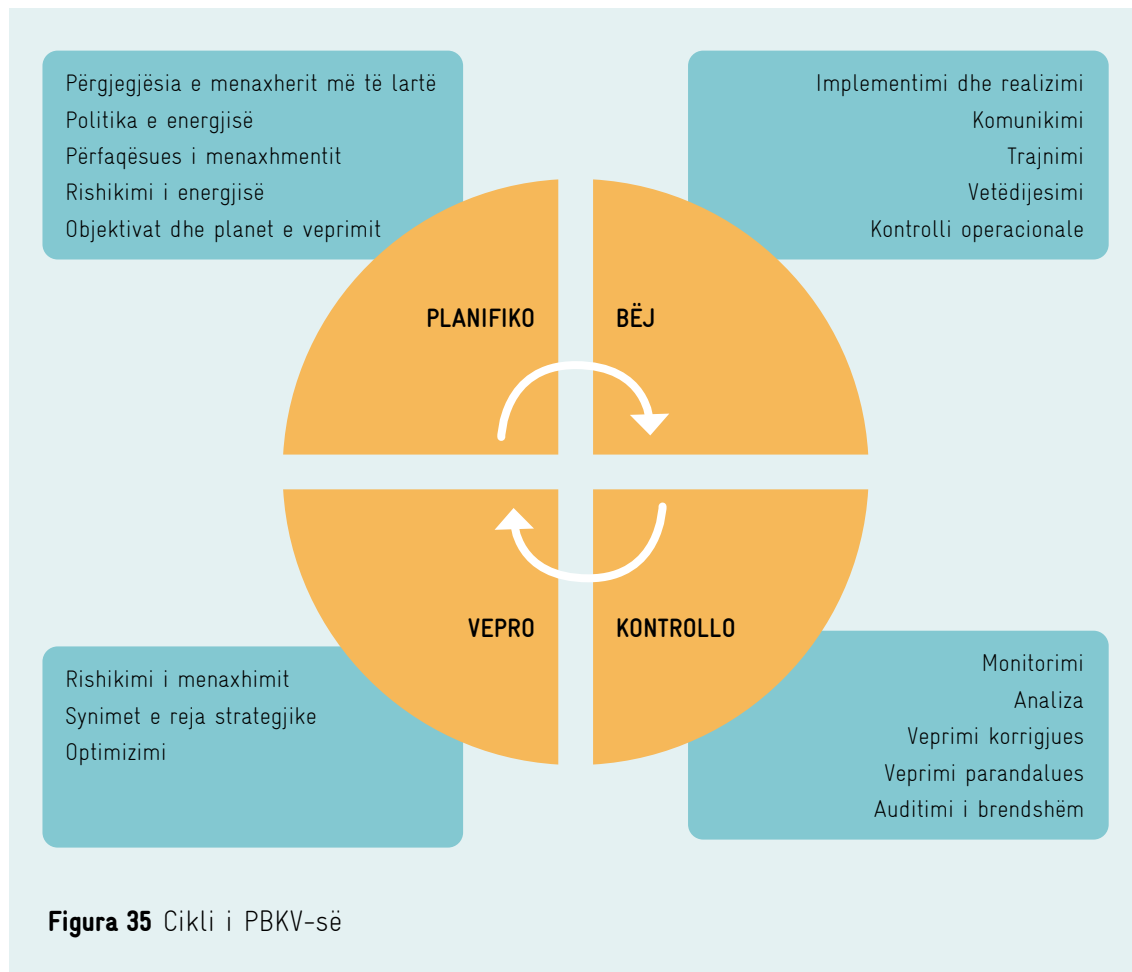 Përgjegjësia e menaxherit më të lartë
Politika e energjisë
Përfaqësues i menaxhmentit
Rishikimi i energjisë
Objektivat dhe planet e veprimit
Implementimi dhe realizimi
Komunikimi
Trajnimi
Vetëdijesimi
Kontrolli operacionale
PLANIFIKO
BËJ
VEPRO
KONTROLLO
Rishikimi i menaxhimit
Synimet e reja strategjike
Optimizimi
Monitorimi
Analiza
Veprimi korrigjues
Veprimi parandalues
Auditimi i brendshëm
Figura 35 Cikli i PBKV-së